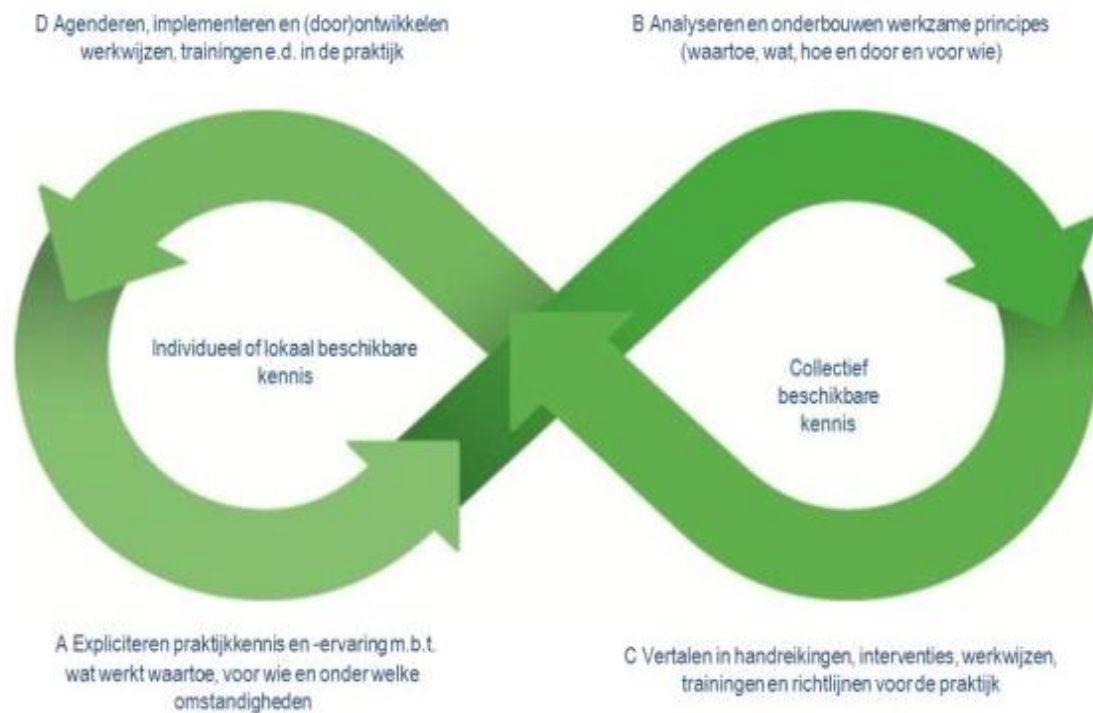 D Agenderen, implementeren en (door)ontwikkelen
werkwijzen, trainingen e.d. in de praktijk
B Analyseren en onderbouwen werkzame principes
(waartoe, wat, hoe en door en voor wie)
Individueel of lokaal beschikbare
kennis
Collectief
beschikbare
kennis
A Expliciteren praktijkkennis en -ervaring m.b.t.
wat werkt waartoe, voor wie en onder welke
omstandigheden
C Vertalen in handreikingen, interventies, werkwijzen,
trainingen en richtlijnen voor de praktijk